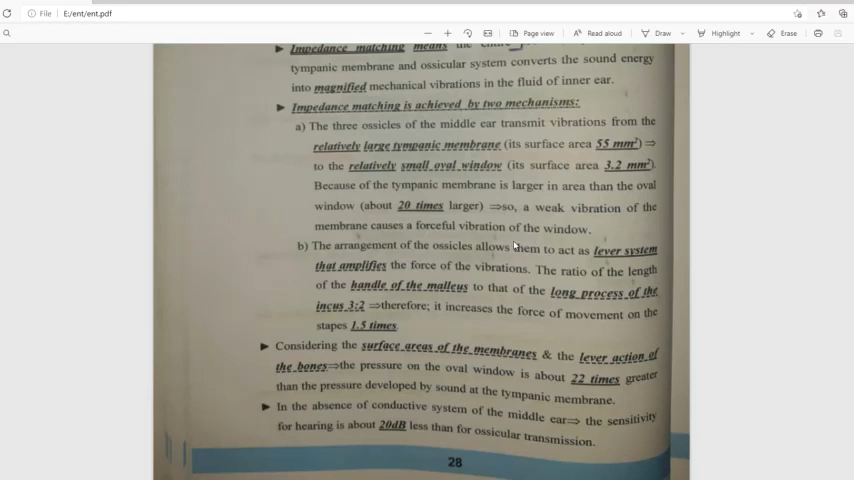 File
E:/ent/ent.pdf
Page view
Read aloud
Draw
Highlight
Erase
Impedance matching means the
tympanic membrane and ossicular system converts the sound energy
into magnified mechanical vibrations in the fluid of inner ear.
Impedance matching is achieved by two mechanisms:
a) The three ossicles of the middle ear transmit vibrations from the
relatively large tympanic membrane (its surface area 55 mm²) ⇒
to the relatively small oval window (its surface area 3.2 mm²).
Because of the tympanic membrane is larger in area than the oval
window (about 20 times larger) ⇒so, a weak vibration of the
membrane causes a forceful vibration of the window.
b) The arrangement of the ossicles allows them to act as lever system
that amplifies the force of the vibrations. The ratio of the length
of the handle of the malleus to that of the long process of the
incus 3:2 ⇒therefore; it increases the force of movement on the
stapes 1.5 times.
Considering the surface areas of the membranes & the lever action of
the bones⇒the pressure on the oval window is about 22 times greater
than the pressure developed by sound at the tympanic membrane.
In the absence of conductive system of the middle ear⇒ the sensitivity
for hearing is about 20dB less than for ossicular transmission.
28